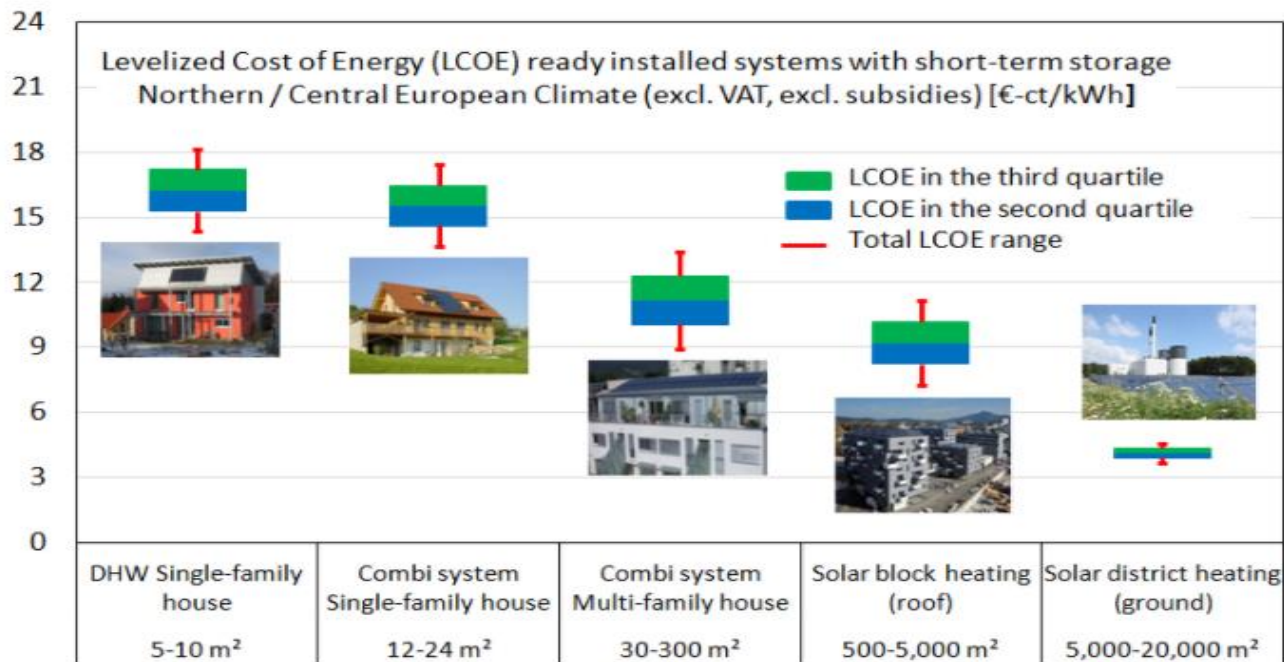 24
21
18
15
12
9
6
3
0
Levelized Cost of Energy (LCOE) ready installed systems with short-term storage
Northern / Central European Climate (excl. VAT, excl. subsidies) [€-ct/kWh]
LCOE in the third quartile
LCOE in the second quartile
Total LCOE range
DHW Single-family
house
5-10 m²
Combi system
Single-family house
12-24 m²
Combi system
Multi-family house
30-300 m²
Solar block heating
(roof)
500-5,000 m²
Solar district heating
(ground)
5,000-20,000 m²